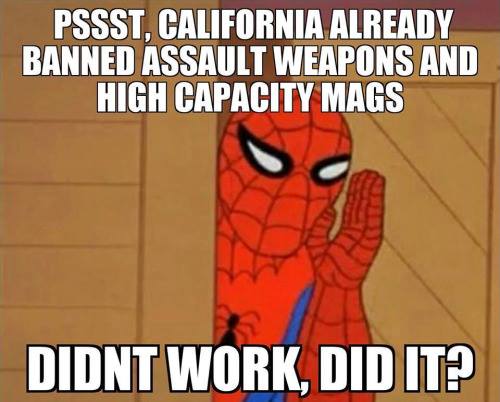 PSSST, CALIFORNIA ALREADY
BANNED ASSAULT WEAPONS AND
HIGH CAPACITY MAGS
DIDNT WORK, DID IT?